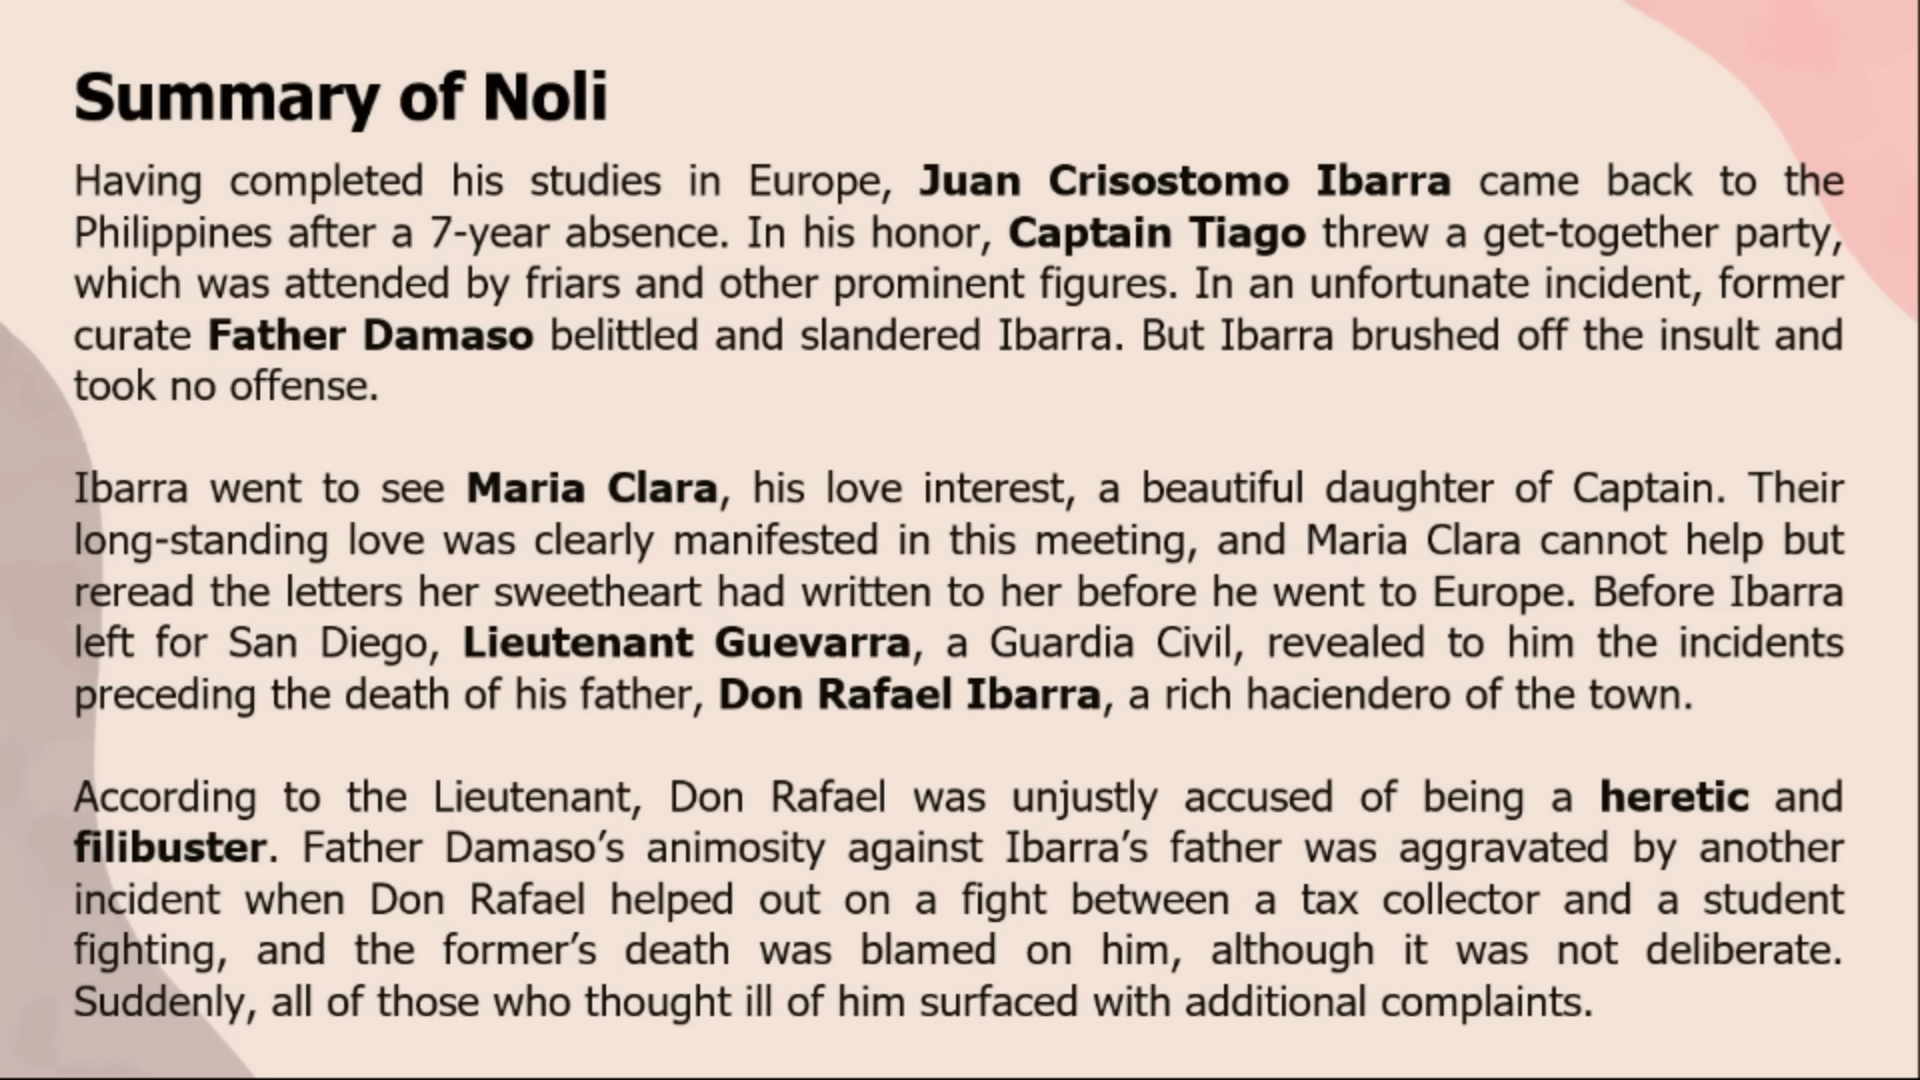 Summary of Noli
Having completed his studies in Europe, Juan Crisostomo Ibarra came back to the
Philippines after a 7-year absence. In his honor, Captain Tiago threw a get-together party,
which was attended by friars and other prominent figures. In an unfortunate incident, former
curate Father Damaso belittled and slandered Ibarra. But Ibarra brushed off the insult and
took no offense.
Ibarra went to see Maria Clara, his love interest, a beautiful daughter of Captain. Their
long-standing love was clearly manifested in this meeting, and Maria Clara cannot help but
reread the letters her sweetheart had written to her before he went to Europe. Before Ibarra
left for San Diego, Lieutenant Guevarra, a Guardia Civil, revealed to him the incidents
preceding the death of his father, Don Rafael Ibarra, a rich haciendero of the town.
According to the Lieutenant, Don Rafael was unjustly accused of being a heretic and
filibuster. Father Damaso’s animosity against Ibarra’s father was aggravated by another
incident when Don Rafael helped out on a fight between a tax collector and a student
fighting, and the former’s death was blamed on him, although it was not deliberate.
Suddenly, all of those who thought ill of him surfaced with additional complaints.